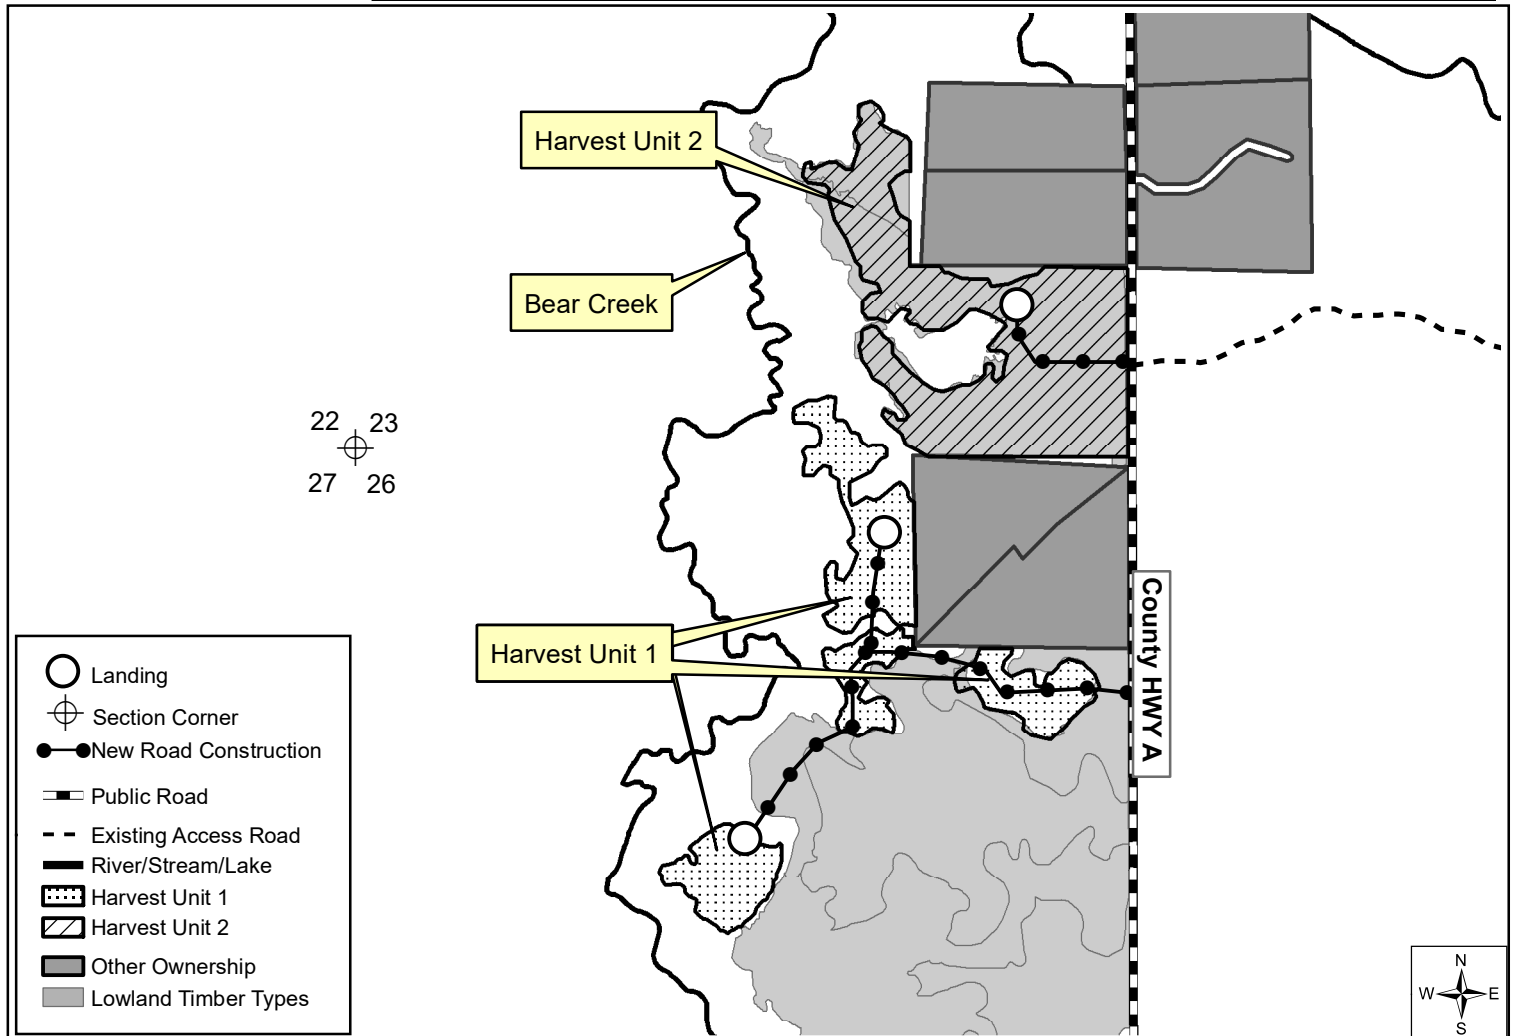 Harvest Unit 2
Bear Creek
22 23
27 26
Harvest Unit 1
County HWY A
Landing
Section Corner
New Road Construction
Public Road
Existing Access Road
River/Stream/Lake
Harvest Unit 1
Harvest Unit 2
Other Ownership
Lowland Timber Types
N
W E
S